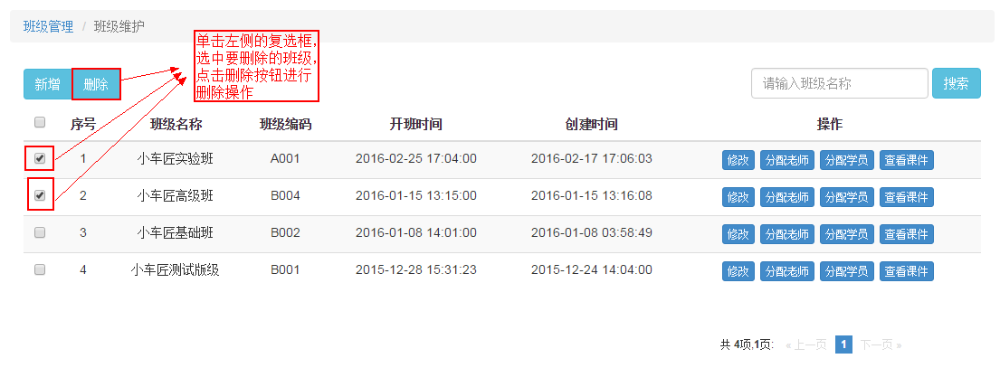 班级管理 / 班级维护
单击左侧的复选框，
选中要删除的班级，
点击删除按钮进行
删除操作
新增 删除 请输入班级名称 搜索
序号 班级名称 班级编码 开班时间 创建时间 操作
1 小车匠实验班 A001 2016-02-25 17:04:00 2016-02-17 17:06:03 修改 分配老师 分配学员 查看课件
2 小车匠高级班 B004 2016-01-15 13:15:00 2016-01-15 13:16:08 修改 分配老师 分配学员 查看课件
3 小车匠基础班 B002 2016-01-08 14:01:00 2016-01-08 03:58:49 修改 分配老师 分配学员 查看课件
4 小车匠测试版级 B001 2015-12-28 15:31:23 2015-12-24 14:04:00 修改 分配老师 分配学员 查看课件
共 4项,1页: « 上一页 1 下一页 »